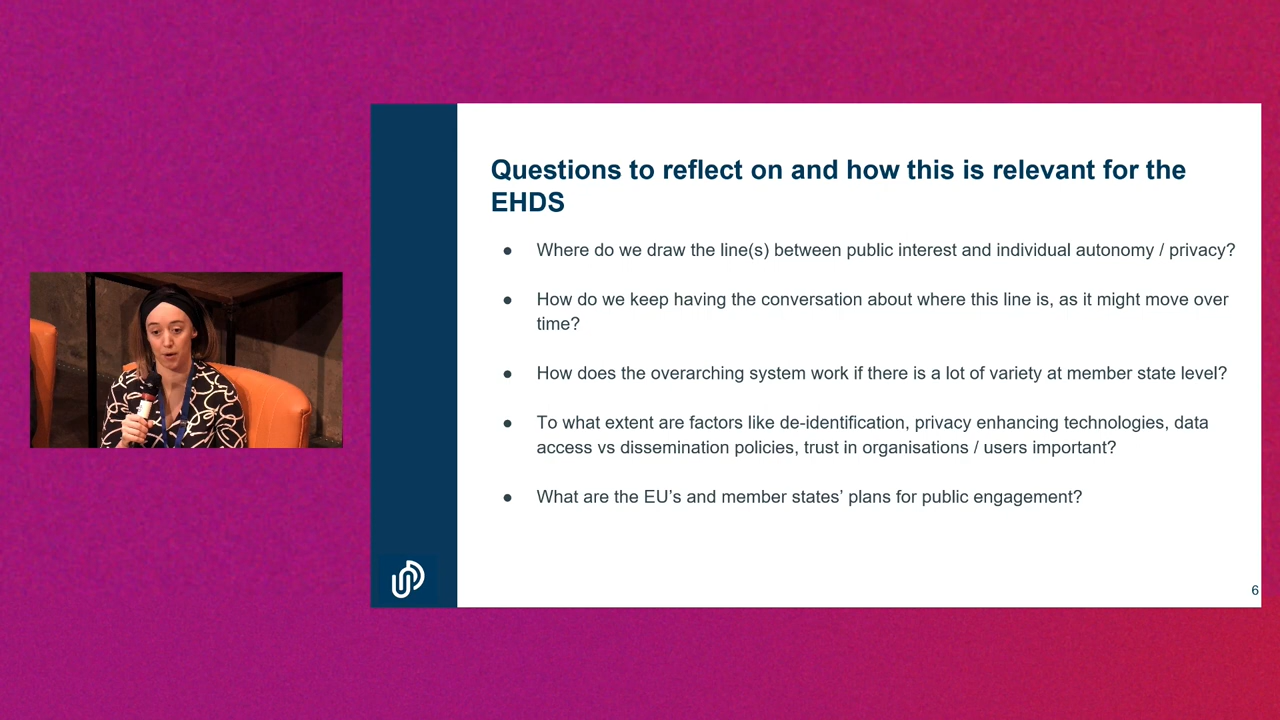 Questions to reflect on and how this is relevant for the
EHDS
● Where do we draw the line(s) between public interest and individual autonomy / privacy?
● How do we keep having the conversation about where this line is, as it might move over
time?
● How does the overarching system work if there is a lot of variety at member state level?
● To what extent are factors like de-identification, privacy enhancing technologies, data
access vs dissemination policies, trust in organisations / users important?
● What are the EU’s and member states’ plans for public engagement?
6